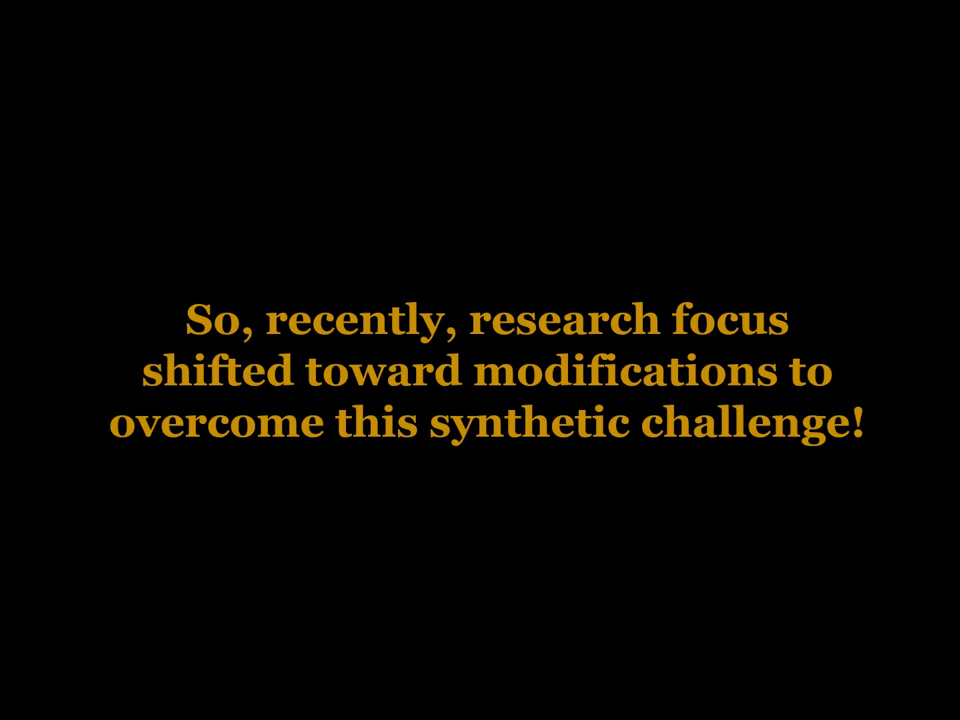 So, recently, research focus
shifted toward modifications to
overcome this synthetic challenge!